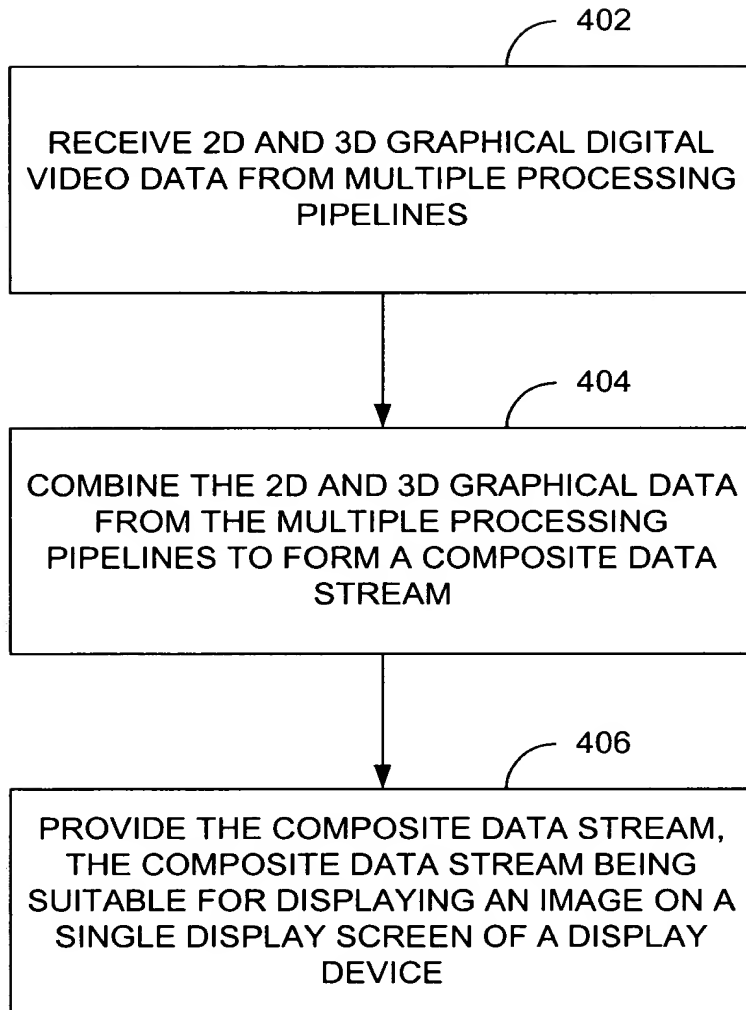 402
RECEIVE 2D AND 3D GRAPHICAL DIGITAL
VIDEO DATA FROM MULTIPLE PROCESSING
PIPELINES
404
COMBINE THE 2D AND 3D GRAPHICAL DATA
FROM THE MULTIPLE PROCESSING
PIPELINES TO FORM A COMPOSITE DATA
STREAM
406
PROVIDE THE COMPOSITE DATA STREAM,
THE COMPOSITE DATA STREAM BEING
SUITABLE FOR DISPLAYING AN IMAGE ON A
SINGLE DISPLAY SCREEN OF A DISPLAY
DEVICE